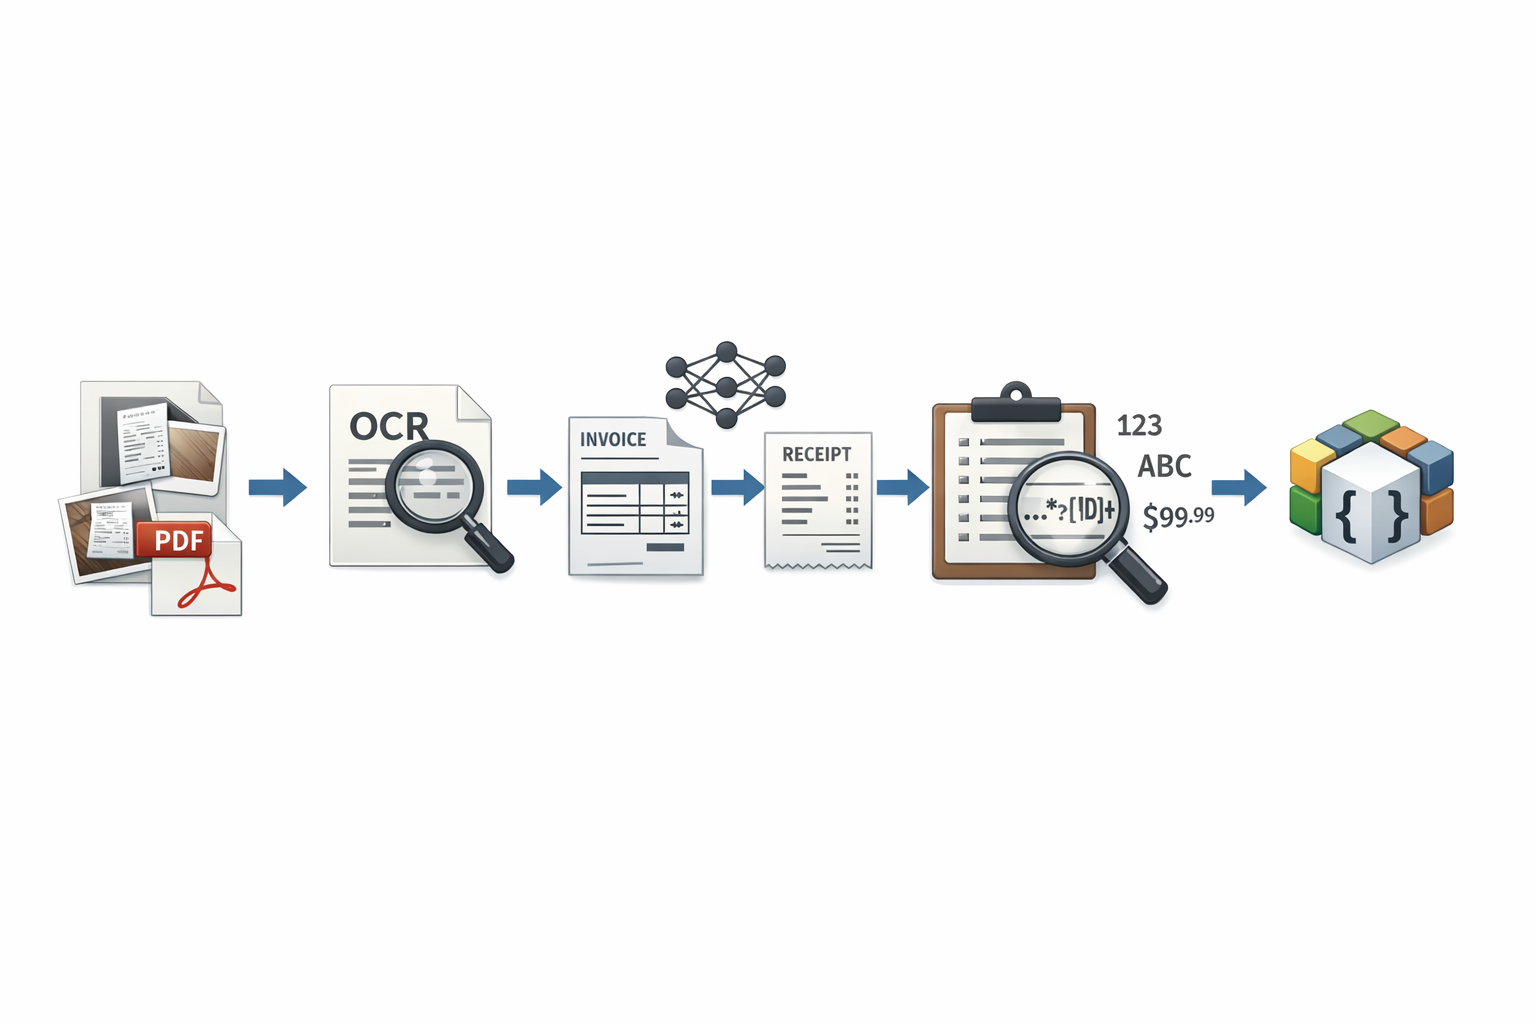 PDF
OCR
INVOICE
RECEIPT
...*?[\D]+
123
ABC
$99.99
{ }